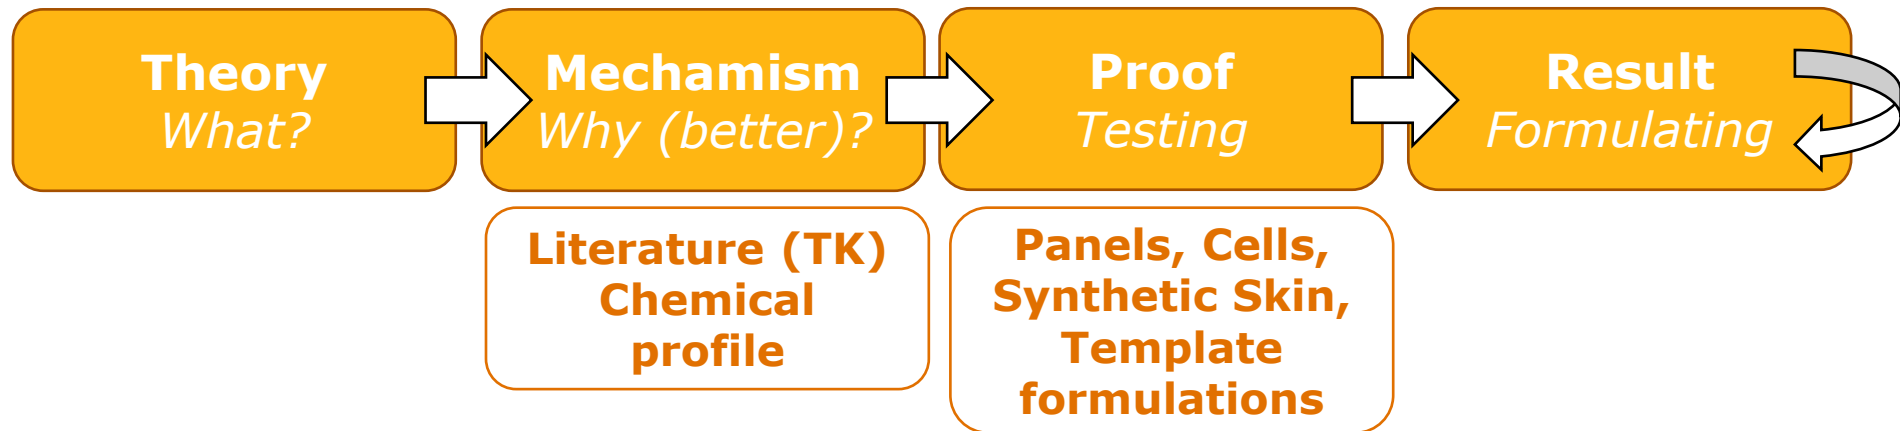 Theory
What?
Mechamism
Why (better)?
Proof
Testing
Result
Formulating
Literature (TK)
Chemical
profile
Panels, Cells,
Synthetic Skin,
Template
formulations